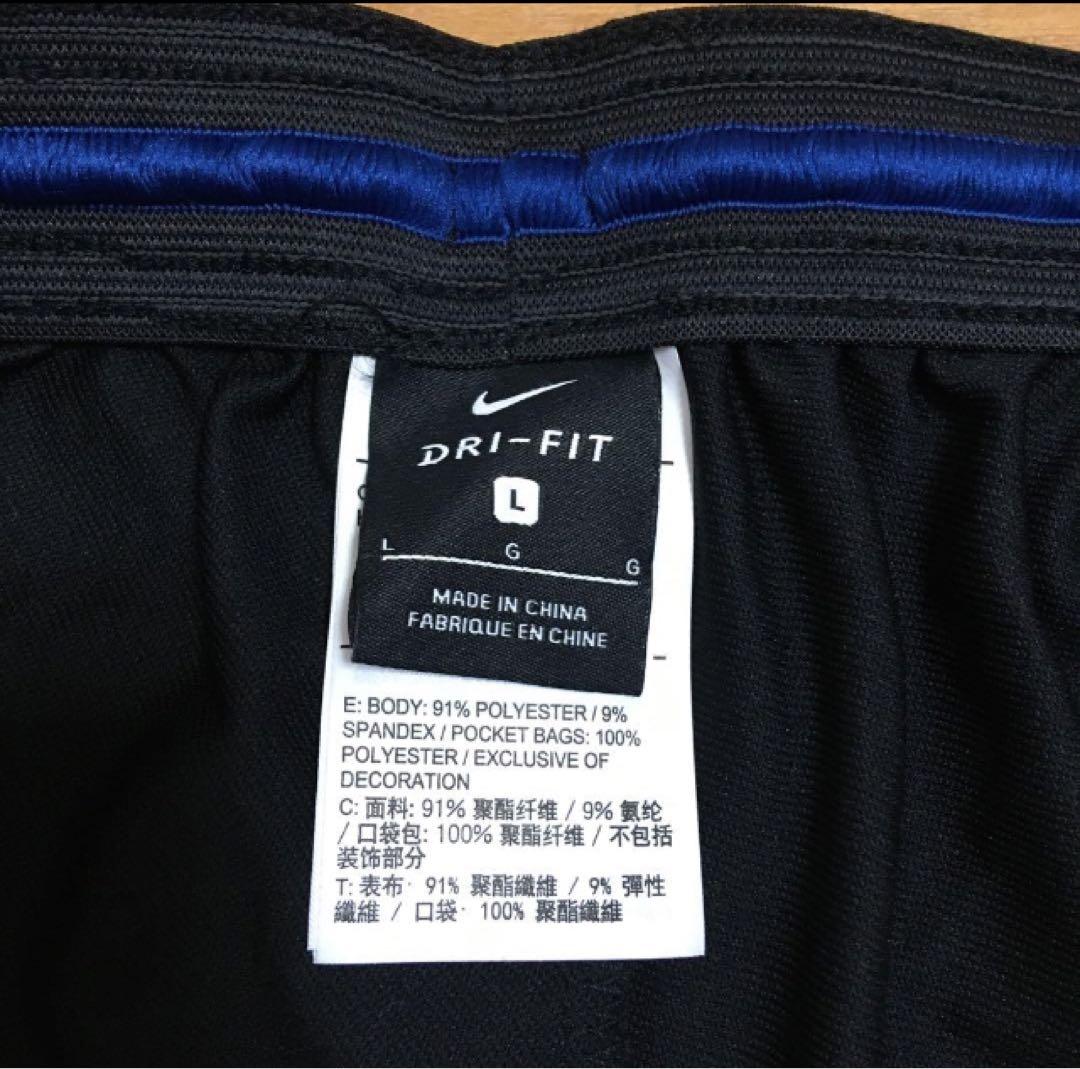 DRI-FIT
L
L G G
MADE IN CHINA
FABRIQUE EN CHINE
E: BODY: 91% POLYESTER / 9%
SPANDEX / POCKET BAGS: 100%
POLYESTER / EXCLUSIVE OF
DECORATION
C: 面料: 91% 聚酯纤维 / 9% 氨纶
/ 口袋包: 100% 聚酯纤维 / 不包括
装饰部分
T: 表布: 91% 聚酯纖維 / 9% 彈性
纖維 / 口袋: 100% 聚酯纖維